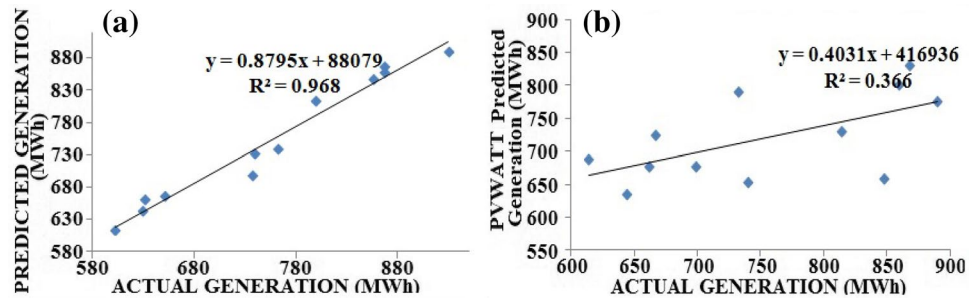 (a)
PREDICTED GENERATION
(MWh)
880
830
780
730
680
630
580
y = 0.8795x + 88079
R² = 0.968
580
680
780
880
ACTUAL GENERATION (MWh)
(b)
PVWATT Predicted
Generation (MWh)
900
850
800
750
700
650
600
550
y = 0.4031x + 416936
R² = 0.366
600
650
700
750
800
850
900
ACTUAL GENERATION (MWh)